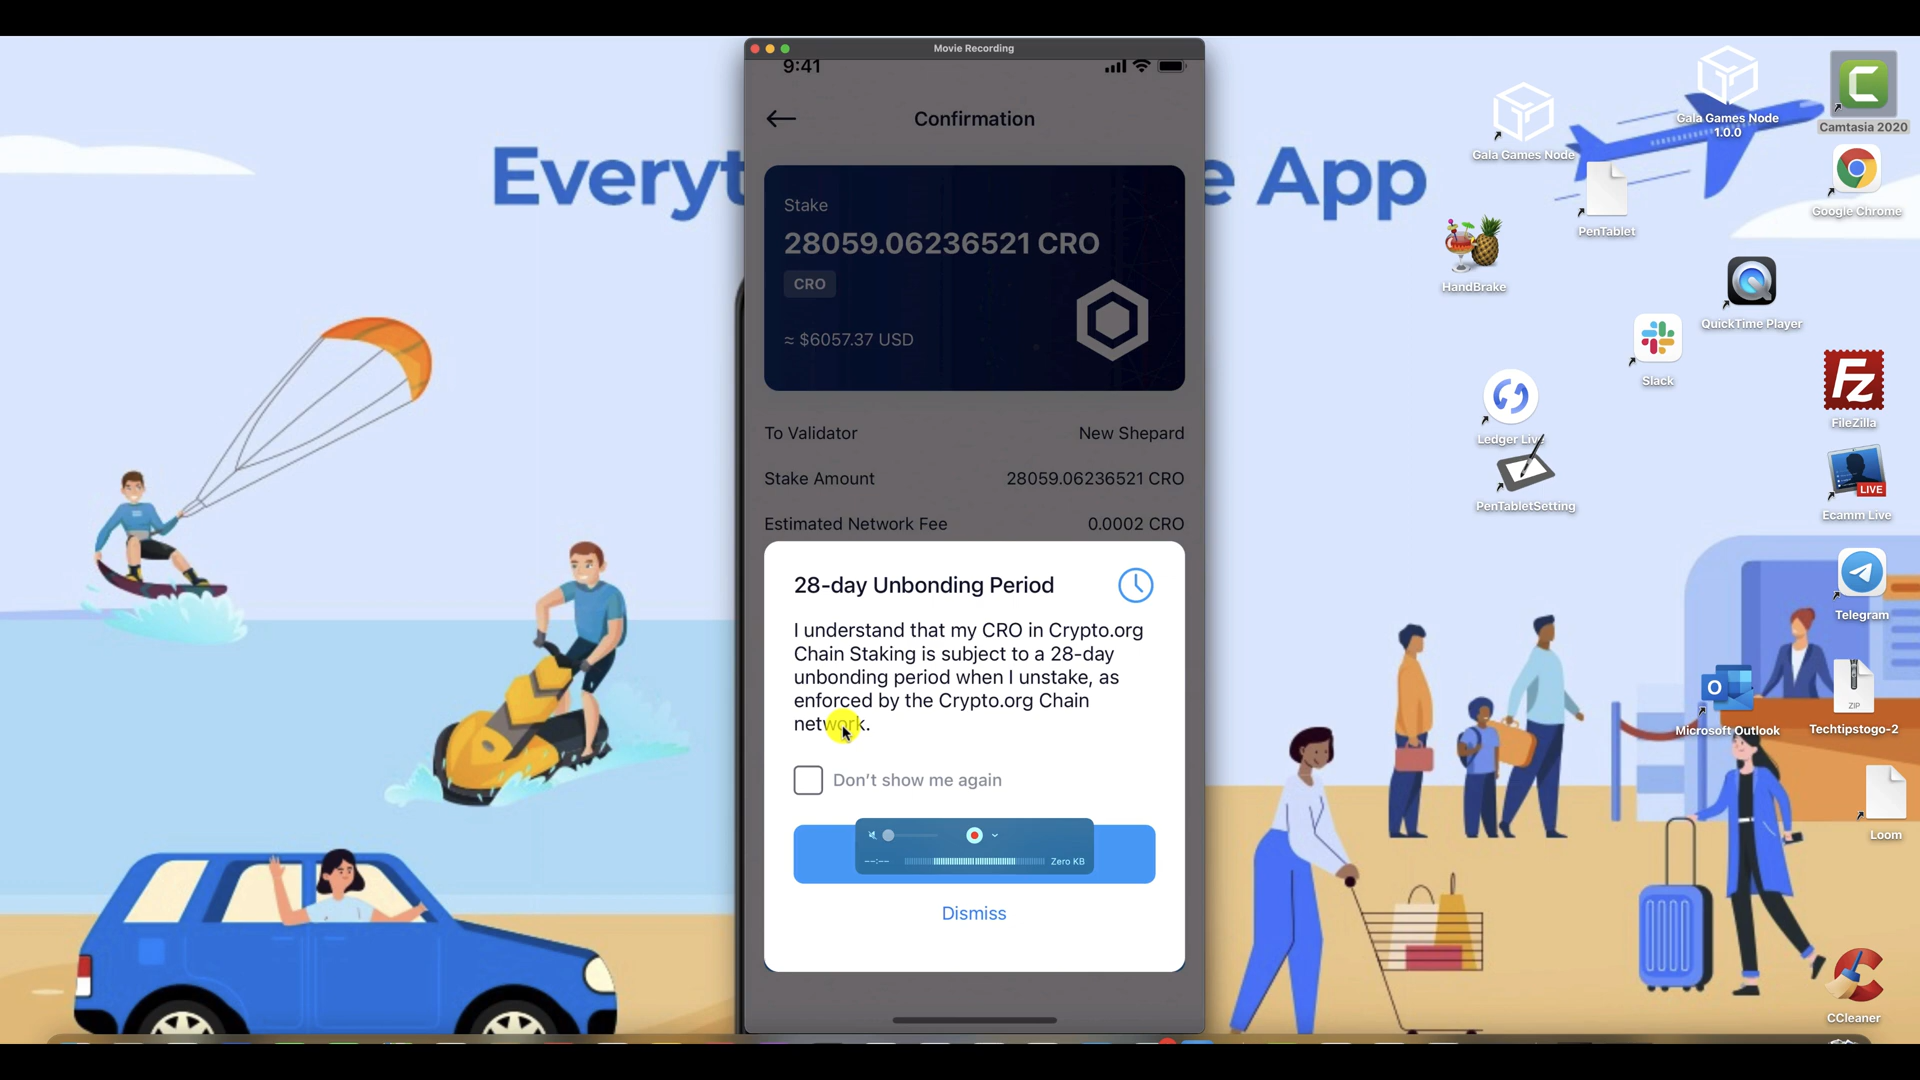 Movie Recording
9:41
Confirmation
Everyt
e App
Stake
28059.06236521 CRO
CRO
≈ $6057.37 USD
To Validator
New Shepard
Stake Amount
28059.06236521 CRO
Estimated Network Fee
0.0002 CRO
28-day Unbonding Period
I understand that my CRO in Crypto.org
Chain Staking is subject to a 28-day
unbonding period when I unstake, as
enforced by the Crypto.org Chain
network.
Don't show me again
--:--
Zero KB
Dismiss
Gala Games Node
Gala Games Node
1.0.0
Camtasia 2020
Google Chrome
PenTablet
HandBrake
QuickTime Player
Slack
Fz
FileZilla
Ledger Live
PenTabletSetting
LIVE
Ecamm Live
Telegram
Microsoft Outlook
ZIP
Techtipstogo-2
Loom
CCleaner